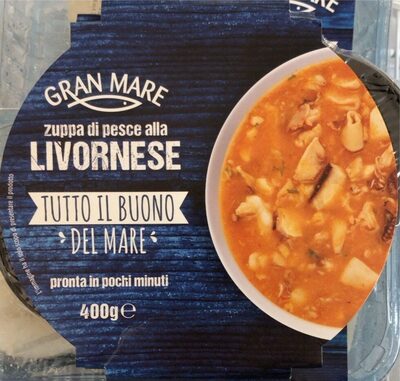 GRAN MARE
zuppa di pesce alla
LIVORNESE
TUTTO IL BUONO
DEL MARE
pronta in pochi minuti
400g℮